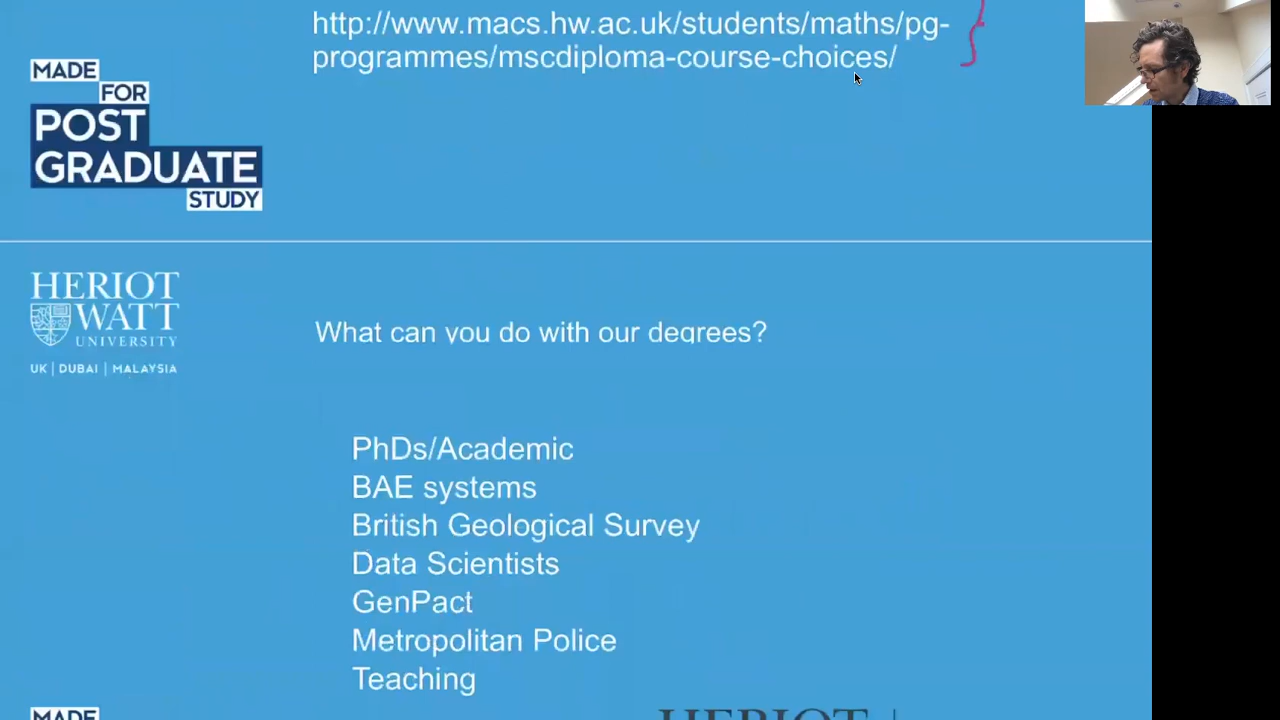 http://www.macs.hw.ac.uk/students/maths/pg-
programmes/mscdiploma-course-choices/
MADE
FOR
POST
GRADUATE
STUDY
HERIOT
WATT
UNIVERSITY
UK | DUBAI | MALAYSIA
What can you do with our degrees?
PhDs/Academic
BAE systems
British Geological Survey
Data Scientists
GenPact
Metropolitan Police
Teaching
MADE
HERIOT